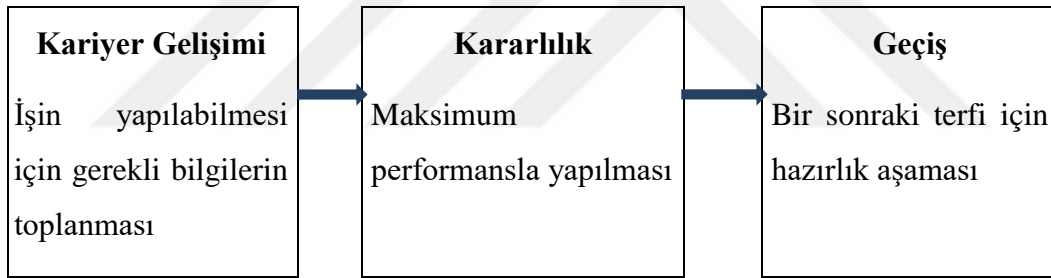 Kariyer Gelişimi
İşin yapılabilmesi
için gerekli bilgilerin
toplanması
Kararlılık
Maksimum
performansla yapılması
Geçiş
Bir sonraki terfi için
hazırlık aşaması